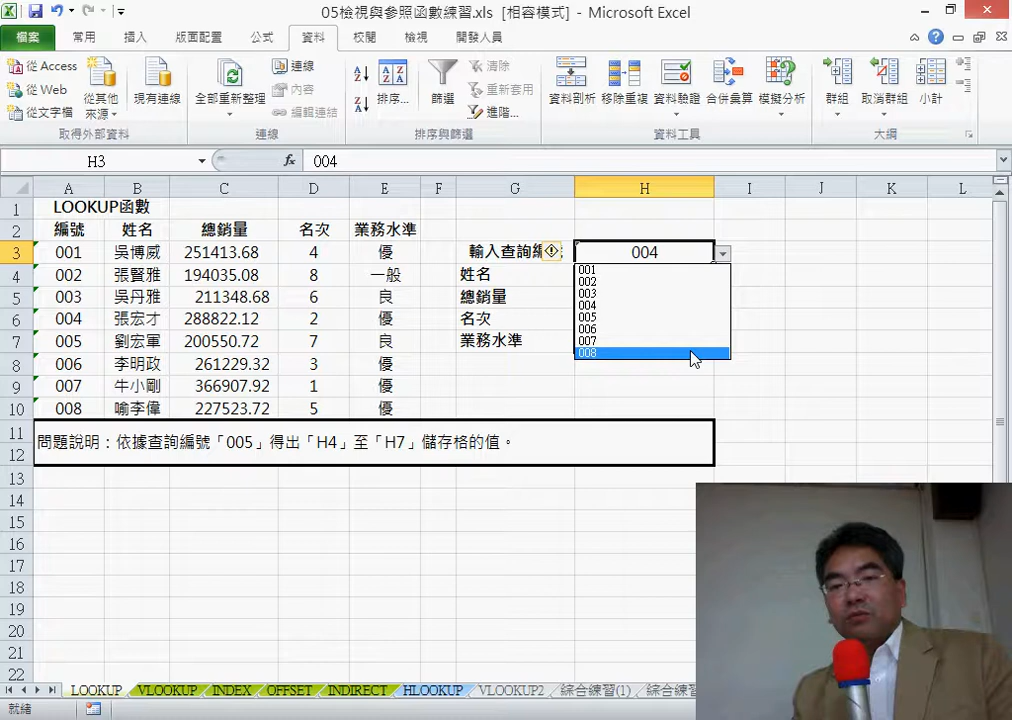 05檢視與參照函數練習.xls [相容模式] - Microsoft Excel
檔案 常用 插入 版面配置 公式 資料 校閱 檢視 開發人員
從 Access
從 Web
從文字檔
從其他來源
現有連線
取得外部資料
全部重新整理
連線
內容
編輯連結
連線
排序...
篩選
清除
重新套用
進階...
排序與篩選
資料剖析
移除重複
資料驗證
合併彙算
模擬分析
資料工具
群組
取消群組
小計
大綱
H3 fx 004
A B C D E F G H I J K L
1 LOOKUP函數
2 編號 姓名 總銷量 名次 業務水準
3 001 吳博威 251413.68 4 優 輸入查詢編 004
4 002 張賢雅 194035.08 8 一般 姓名
5 003 吳丹雅 211348.68 6 良 總銷量
6 004 張宏才 288822.12 2 優 名次
7 005 劉宏軍 200550.72 7 良 業務水準
8 006 李明政 261229.32 3 優
9 007 牛小剛 366907.92 1 優
10 008 喻李偉 227523.72 5 優
001
002
003
004
005
006
007
008
11 問題說明：依據查詢編號「005」得出「H4」至「H7」儲存格的值。
12
13
14
15
16
17
18
19
20
21
22
LOOKUP VLOOKUP INDEX OFFSET INDIRECT HLOOKUP VLOOKUP2 綜合練習(1) 綜合練
就緒